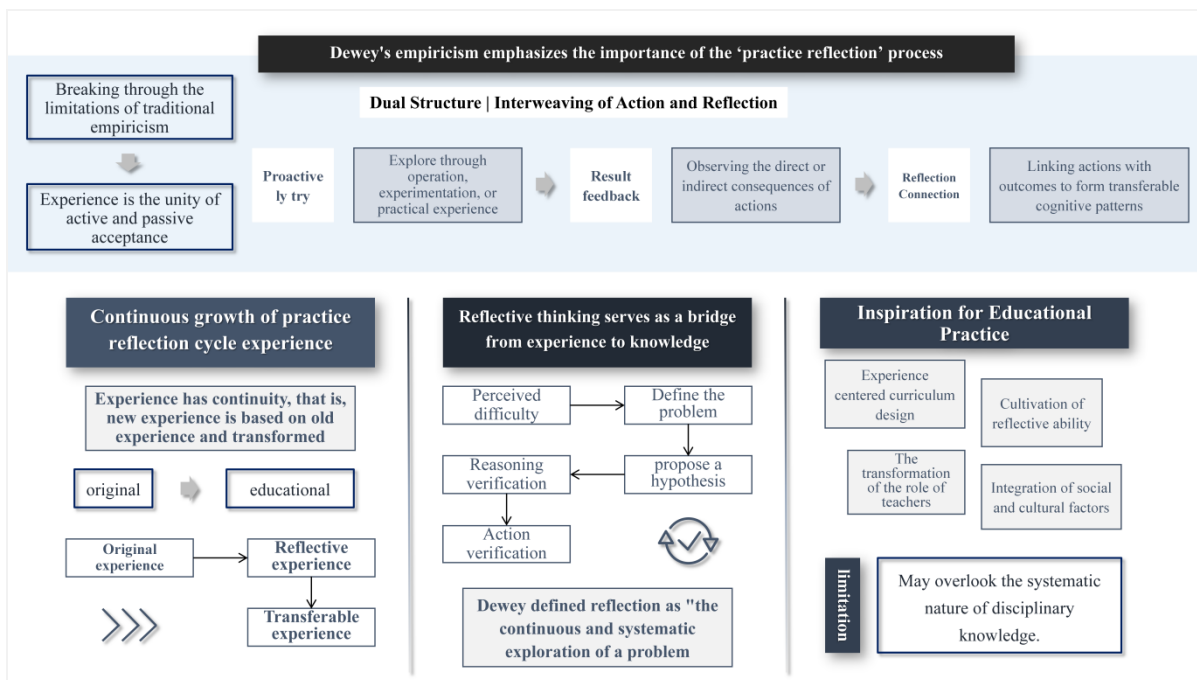 Dewey's empiricism emphasizes the importance of the ‘practice reflection’ process
Breaking through the
limitations of traditional
empiricism
Experience is the unity of
active and passive
acceptance
Dual Structure | Interweaving of Action and Reflection
Proactive
ly try
Explore through
operation,
experimentation, or
practical experience
Result
feedback
Observing the direct or
indirect consequences of
actions
Reflection
Connection
Linking actions with
outcomes to form transferable
cognitive patterns
Continuous growth of practice
reflection cycle experience
Experience has continuity, that is,
new experience is based on old
experience and transformed
original
educational
Original
experience
Reflective
experience
Transferable
experience
Reflective thinking serves as a bridge
from experience to knowledge
Perceived
difficulty
Define the
problem
propose a
hypothesis
Reasoning
verification
Action
verification
Dewey defined reflection as "the
continuous and systematic
exploration of a problem
Inspiration for Educational
Practice
Experience
centered curriculum
design
Cultivation of
reflective ability
The
transformation
of the role of
teachers
Integration of social
and cultural factors
limitation
May overlook the systematic
nature of disciplinary
knowledge.